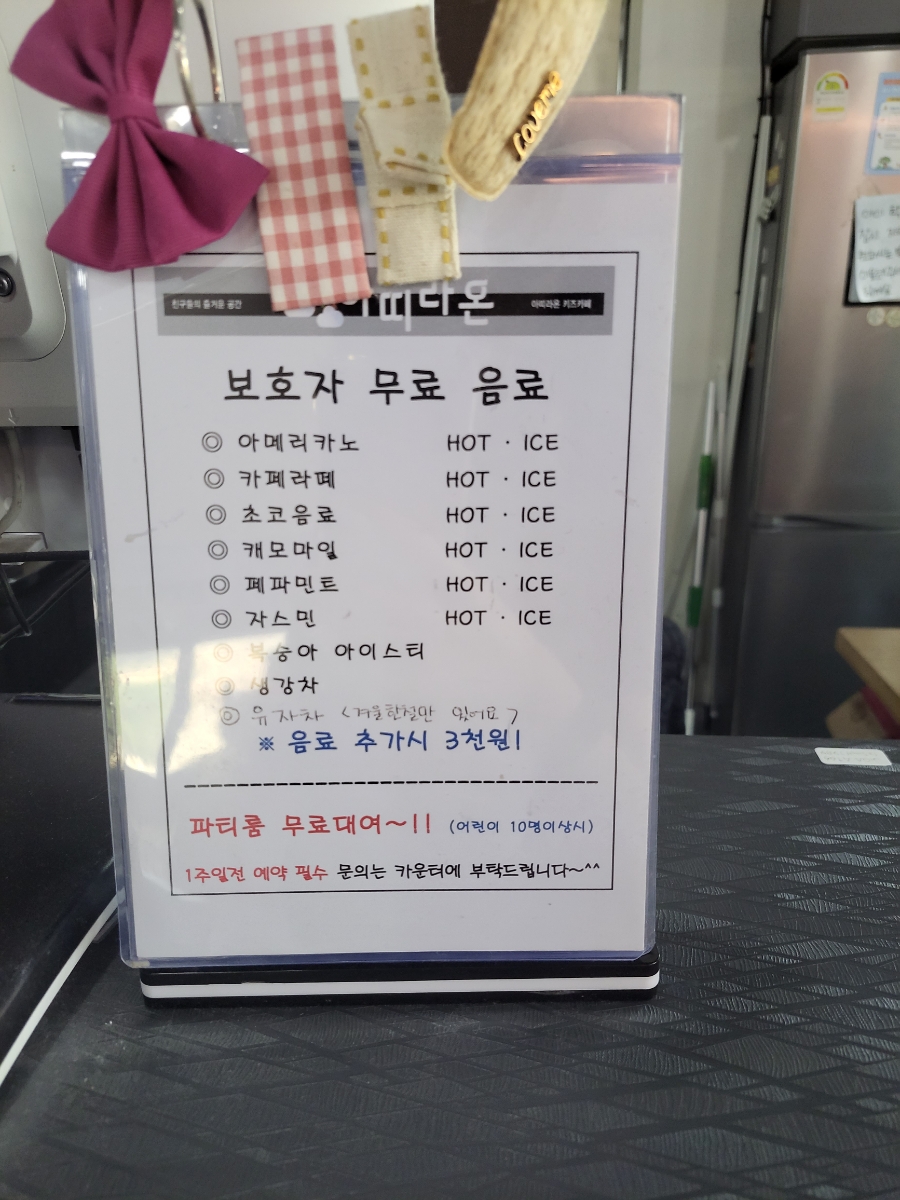 Loveme
친구들의 즐거운 공간
띠라온
아띠라온 키즈카페
보호자 무료 음료
◎ 아메리카노 HOT · ICE
◎ 카페라떼 HOT · ICE
◎ 초코음료 HOT · ICE
◎ 캐모마일 HOT · ICE
◎ 페파민트 HOT · ICE
◎ 자스민 HOT · ICE
◎ 복숭아 아이스티
◎ 생강차
◎ 유자차 (겨울한철만 있어요)
※ 음료 추가시 3천원!
파티룸 무료대여~!! (어린이 10명이상시)
1주일전 예약 필수 문의는 카운터에 부탁드립니다~^^